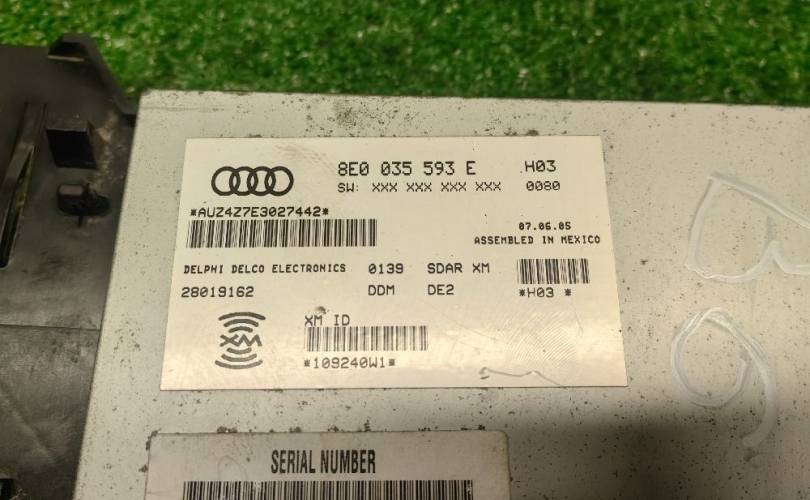 8E0 035 593 E H03
SW: XXX XXX XXX XXX 0080
*AUZ4Z7E3027442*
07.06.05
ASSEMBLED IN MEXICO
DELPHI DELCO ELECTRONICS 0139 SDAR XM
28019162 DDM DE2 *H03 *
XM ID
XM
*109240W1*
SERIAL NUMBER